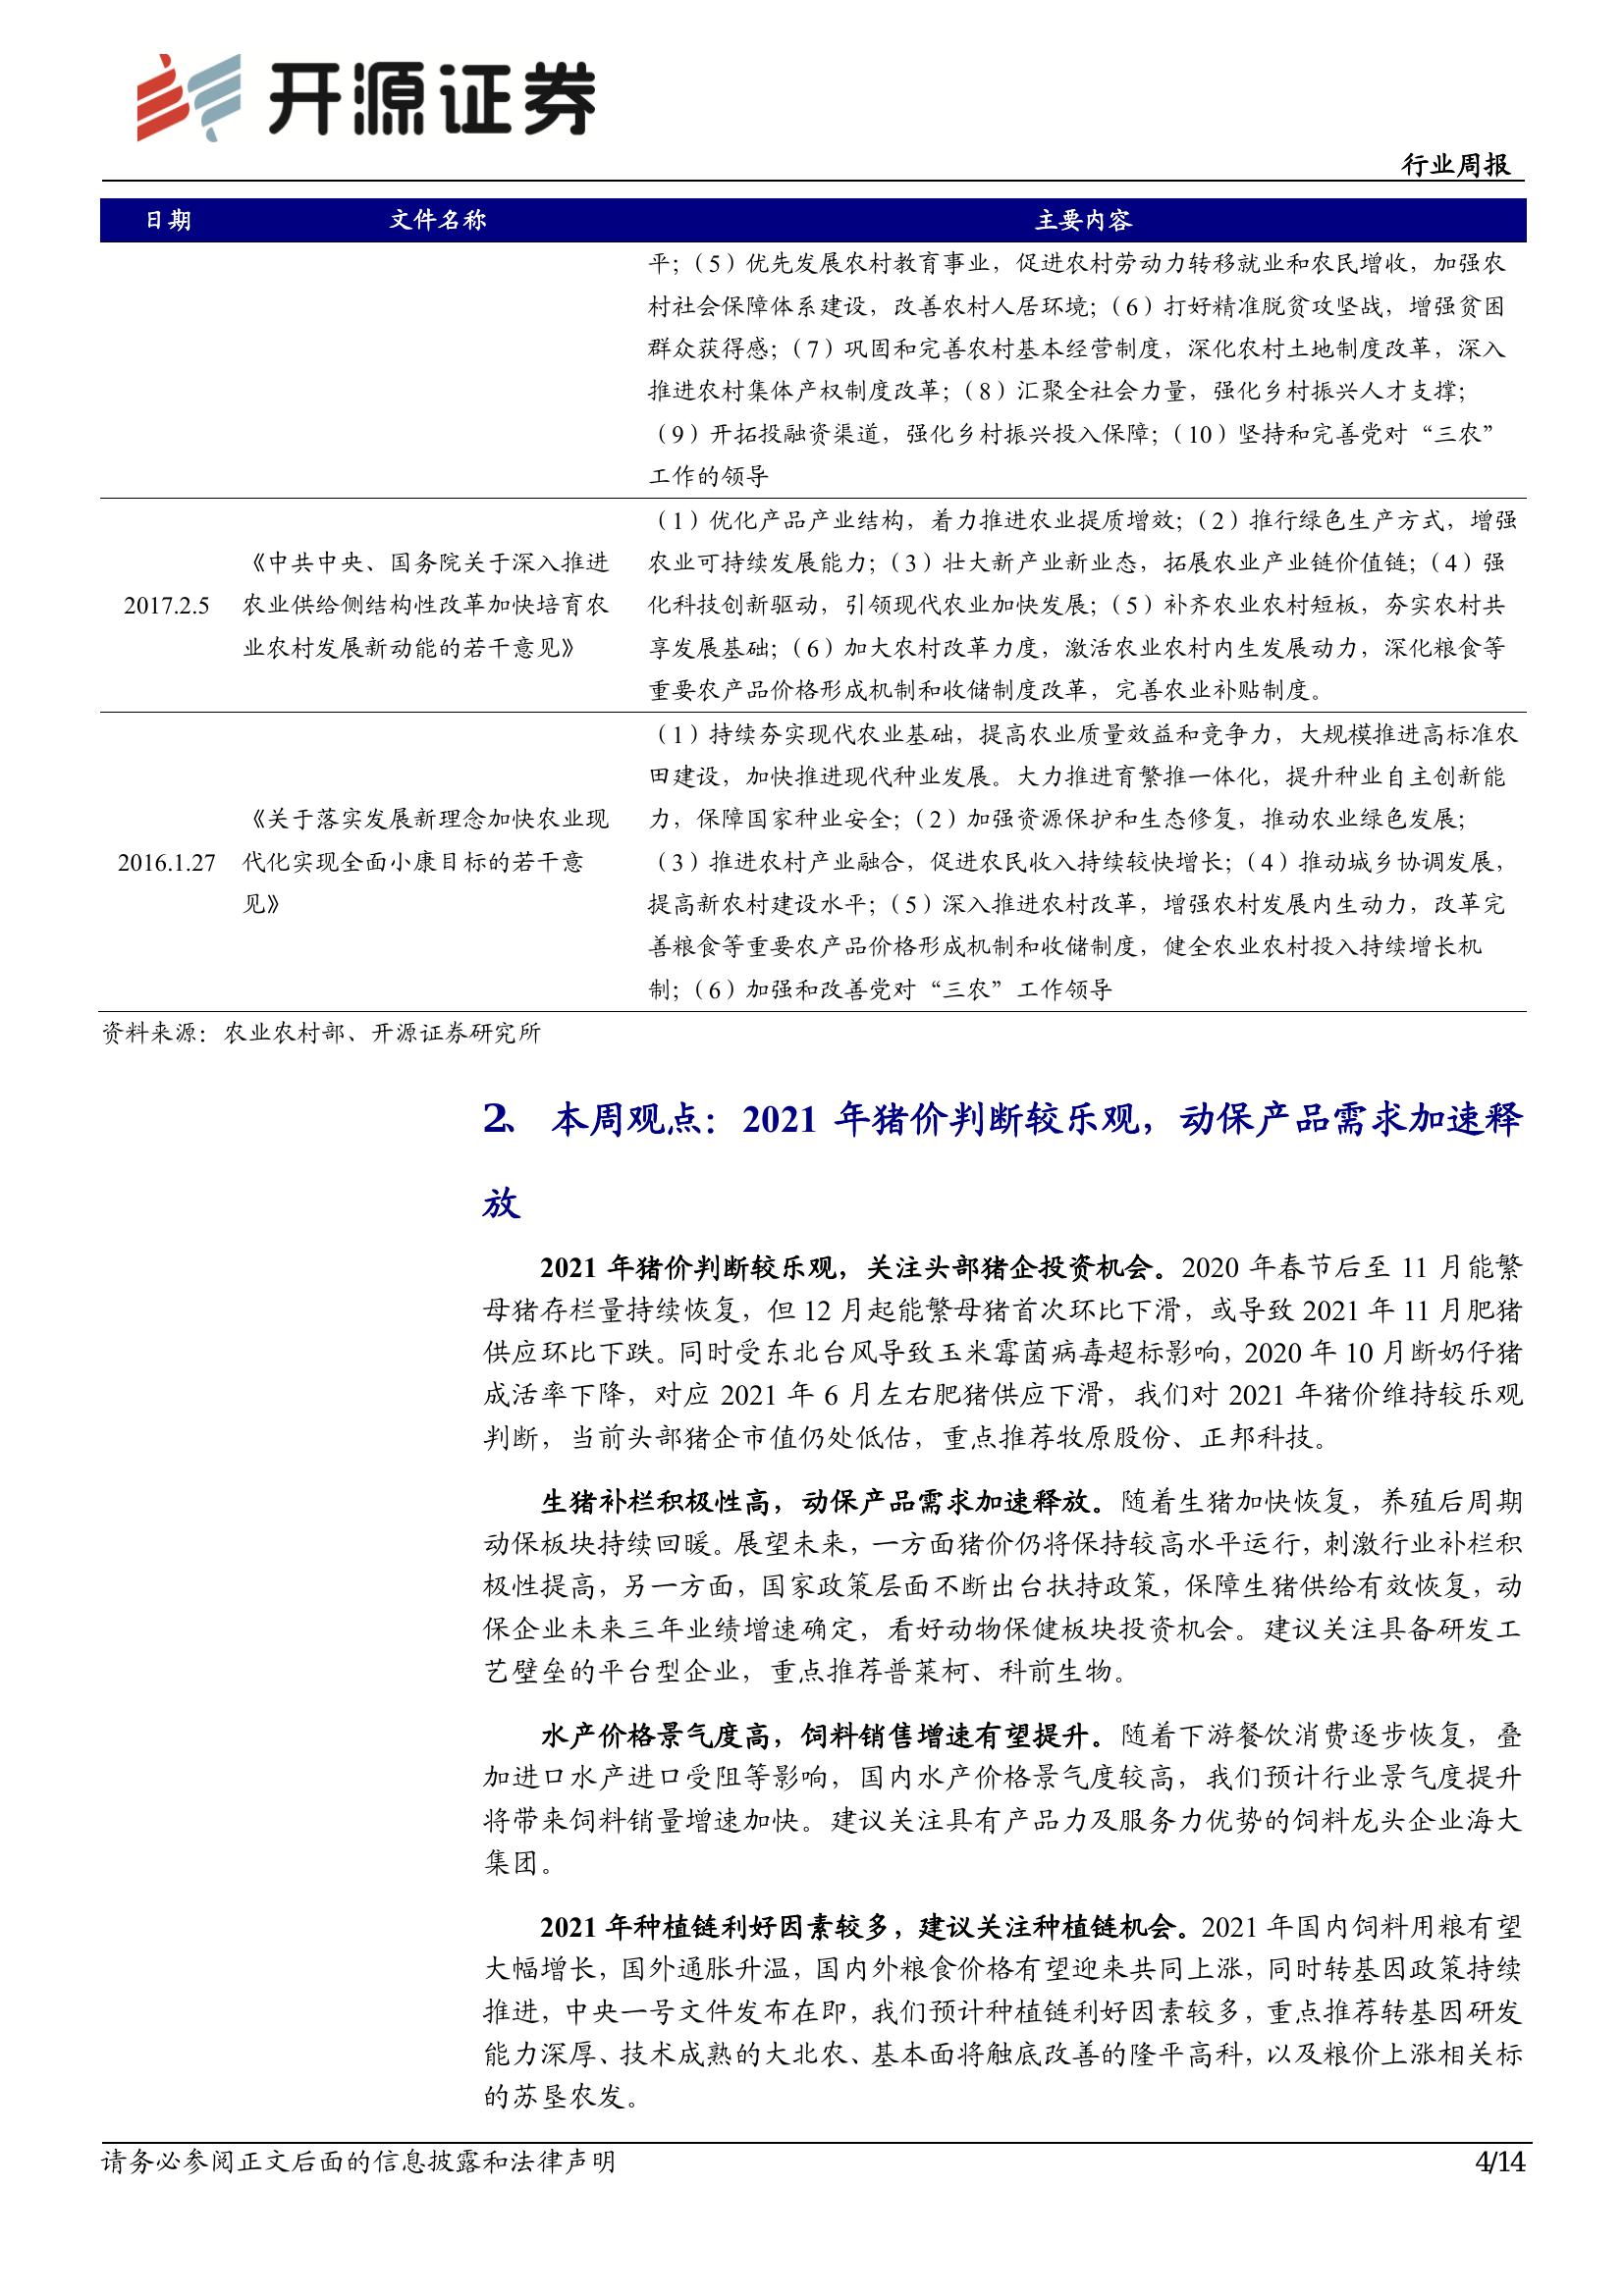 开源证券
行业周报
日期 文件名称 主要内容
平；（5）优先发展农村教育事业，促进农村劳动力转移就业和农民增收，加强农
村社会保障体系建设，改善农村人居环境；（6）打好精准脱贫攻坚战，增强贫困
群众获得感；（7）巩固和完善农村基本经营制度，深化农村土地制度改革，深入
推进农村集体产权制度改革；（8）汇聚全社会力量，强化乡村振兴人才支撑；
（9）开拓投融资渠道，强化乡村振兴投入保障；（10）坚持和完善党对“三农”
工作的领导
2017.2.5
《中共中央、国务院关于深入推进
农业供给侧结构性改革加快培育农
业农村发展新动能的若干意见》
（1）优化产品产业结构，着力推进农业提质增效；（2）推行绿色生产方式，增强
农业可持续发展能力；（3）壮大新产业新业态，拓展农业产业链价值链；（4）强
化科技创新驱动，引领现代农业加快发展；（5）补齐农业农村短板，夯实农村共
享发展基础；（6）加大农村改革力度，激活农业农村内生发展动力，深化粮食等
重要农产品价格形成机制和收储制度改革，完善农业补贴制度。
2016.1.27
《关于落实发展新理念加快农业现
代化实现全面小康目标的若干意
见》
（1）持续夯实现代农业基础，提高农业质量效益和竞争力，大规模推进高标准农
田建设，加快推进现代种业发展。大力推进育繁推一体化，提升种业自主创新能
力，保障国家种业安全；（2）加强资源保护和生态修复，推动农业绿色发展；
（3）推进农村产业融合，促进农民收入持续较快增长；（4）推动城乡协调发展，
提高新农村建设水平；（5）深入推进农村改革，增强农村发展内生动力，改革完
善粮食等重要农产品价格形成机制和收储制度，健全农业农村投入持续增长机
制；（6）加强和改善党对“三农”工作领导
资料来源：农业农村部、开源证券研究所
2、 本周观点：2021 年猪价判断较乐观，动保产品需求加速释
放
2021 年猪价判断较乐观，关注头部猪企投资机会。2020 年春节后至 11 月能繁
母猪存栏量持续恢复，但 12 月起能繁母猪首次环比下滑，或导致 2021 年 11 月肥猪
供应环比下跌。同时受东北台风导致玉米霉菌病毒超标影响，2020 年 10 月断奶仔猪
成活率下降，对应 2021 年 6 月左右肥猪供应下滑，我们对 2021 年猪价维持较乐观
判断，当前头部猪企市值仍处低估，重点推荐牧原股份、正邦科技。
生猪补栏积极性高，动保产品需求加速释放。随着生猪加快恢复，养殖后周期
动保板块持续回暖。展望未来，一方面猪价仍将保持较高水平运行，刺激行业补栏积
极性提高，另一方面，国家政策层面不断出台扶持政策，保障生猪供给有效恢复，动
保企业未来三年业绩增速确定，看好动物保健板块投资机会。建议关注具备研发工
艺壁垒的平台型企业，重点推荐普莱柯、科前生物。
水产价格景气度高，饲料销售增速有望提升。随着下游餐饮消费逐步恢复，叠
加进口水产进口受阻等影响，国内水产价格景气度较高，我们预计行业景气度提升
将带来饲料销量增速加快。建议关注具有产品力及服务力优势的饲料龙头企业海大
集团。
2021 年种植链利好因素较多，建议关注种植链机会。2021 年国内饲料用粮有望
大幅增长，国外通胀升温，国内外粮食价格有望迎来共同上涨，同时转基因政策持续
推进，中央一号文件发布在即，我们预计种植链利好因素较多，重点推荐转基因研发
能力深厚、技术成熟的大北农、基本面将触底改善的隆平高科，以及粮价上涨相关标
的苏垦农发。
请务必参阅正文后面的信息披露和法律声明
4/14